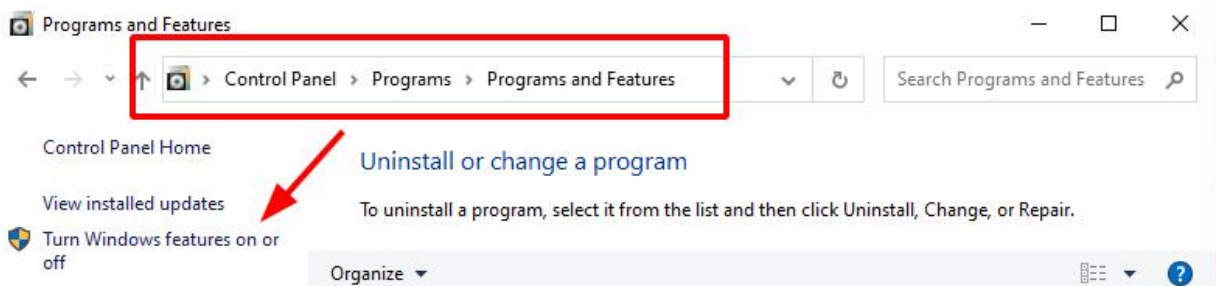 Programs and Features
Control Panel > Programs > Programs and Features
Search Programs and Features
Control Panel Home
Uninstall or change a program
View installed updates
To uninstall a program, select it from the list and then click Uninstall, Change, or Repair.
Turn Windows features on or
off
Organize
?